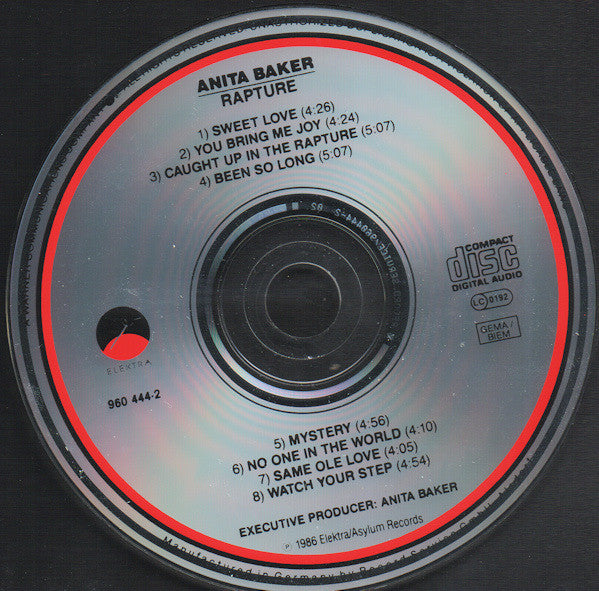 ANITA BAKER
RAPTURE
1) SWEET LOVE (4:26)
2) YOU BRING ME JOY (4:24)
3) CAUGHT UP IN THE RAPTURE (5:07)
4) BEEN SO LONG (5:07)
COMPACT
disc
DIGITAL AUDIO
LC 0192
GEMA/
BIEM
ELEKTRA
960 444-2
5) MYSTERY (4:56)
6) NO ONE IN THE WORLD (4:10)
7) SAME OLE LOVE (4:05)
8) WATCH YOUR STEP (4:54)
EXECUTIVE PRODUCER: ANITA BAKER
℗ 1986 Elektra/Asylum Records
Manufactured in Germany by Record Service